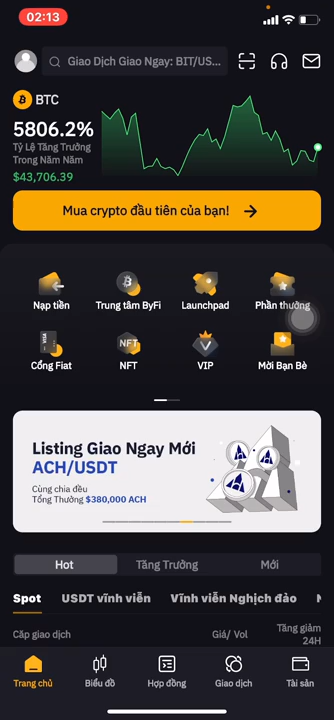 02:13
Giao Dịch Giao Ngay: BIT/US...
BTC
5806.2%
Tỷ Lệ Tăng Trưởng
Trong Năm Năm
$43,706.39
Mua crypto đầu tiên của bạn!
Nạp tiền
Trung tâm ByFi
Launchpad
Phần thưởng
VISA
NFT
Cổng Fiat
NFT
VIP
Mời Bạn Bè
Listing Giao Ngay Mới
ACH/USDT
Cùng chia đều
Tổng Thưởng $380,000 ACH
Hot
Tăng Trưởng
Mới
Spot
USDT vĩnh viễn
Vĩnh viễn Nghịch đảo
Cặp giao dịch
Giá/ Vol
Tăng giảm
24H
Trang chủ
Biểu đồ
Hợp đồng
Giao dịch
Tài sản